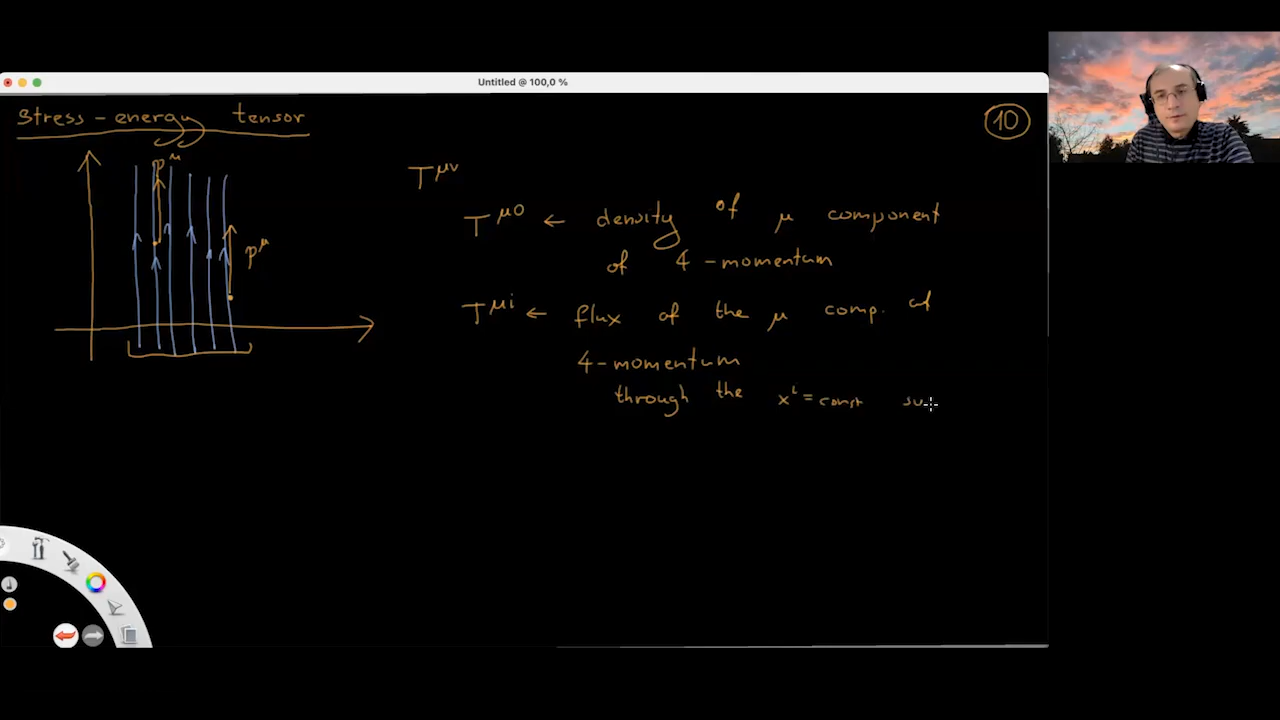 Untitled @ 100,0 %
Stress-energy tensor
10
p^μ
p^μ
T^μν
T^μ0 ← density of μ component
of 4-momentum
T^μi ← flux of the μ comp. of
4-momentum
through the x^i = const su